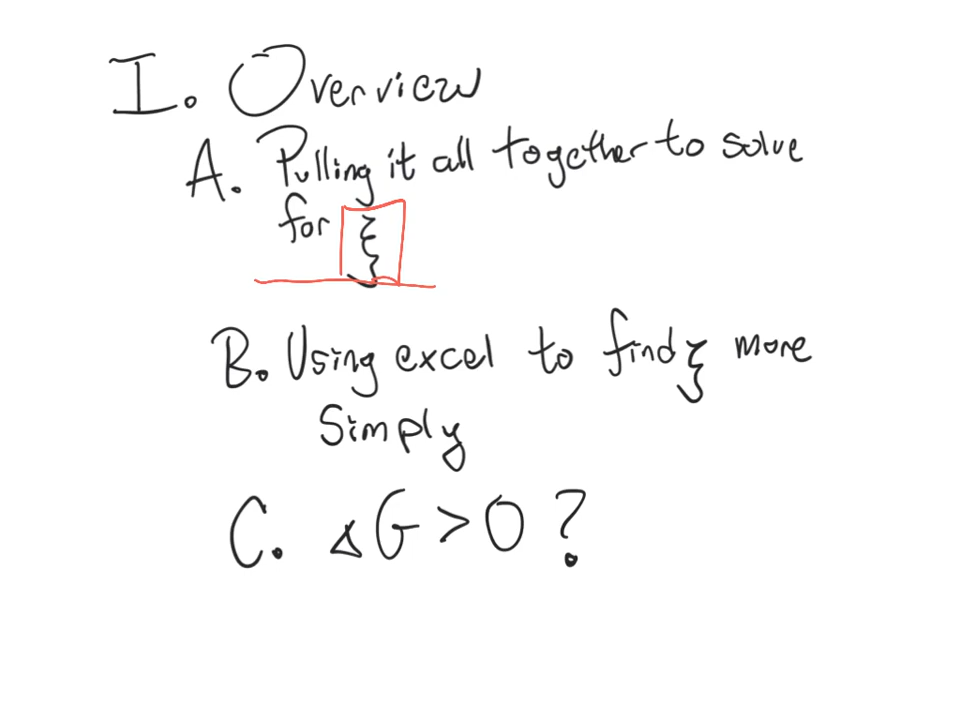 I. Overview
A. Pulling it all together to solve
for ξ
B. Using excel to find ξ more
Simply
C. ΔG > 0 ?